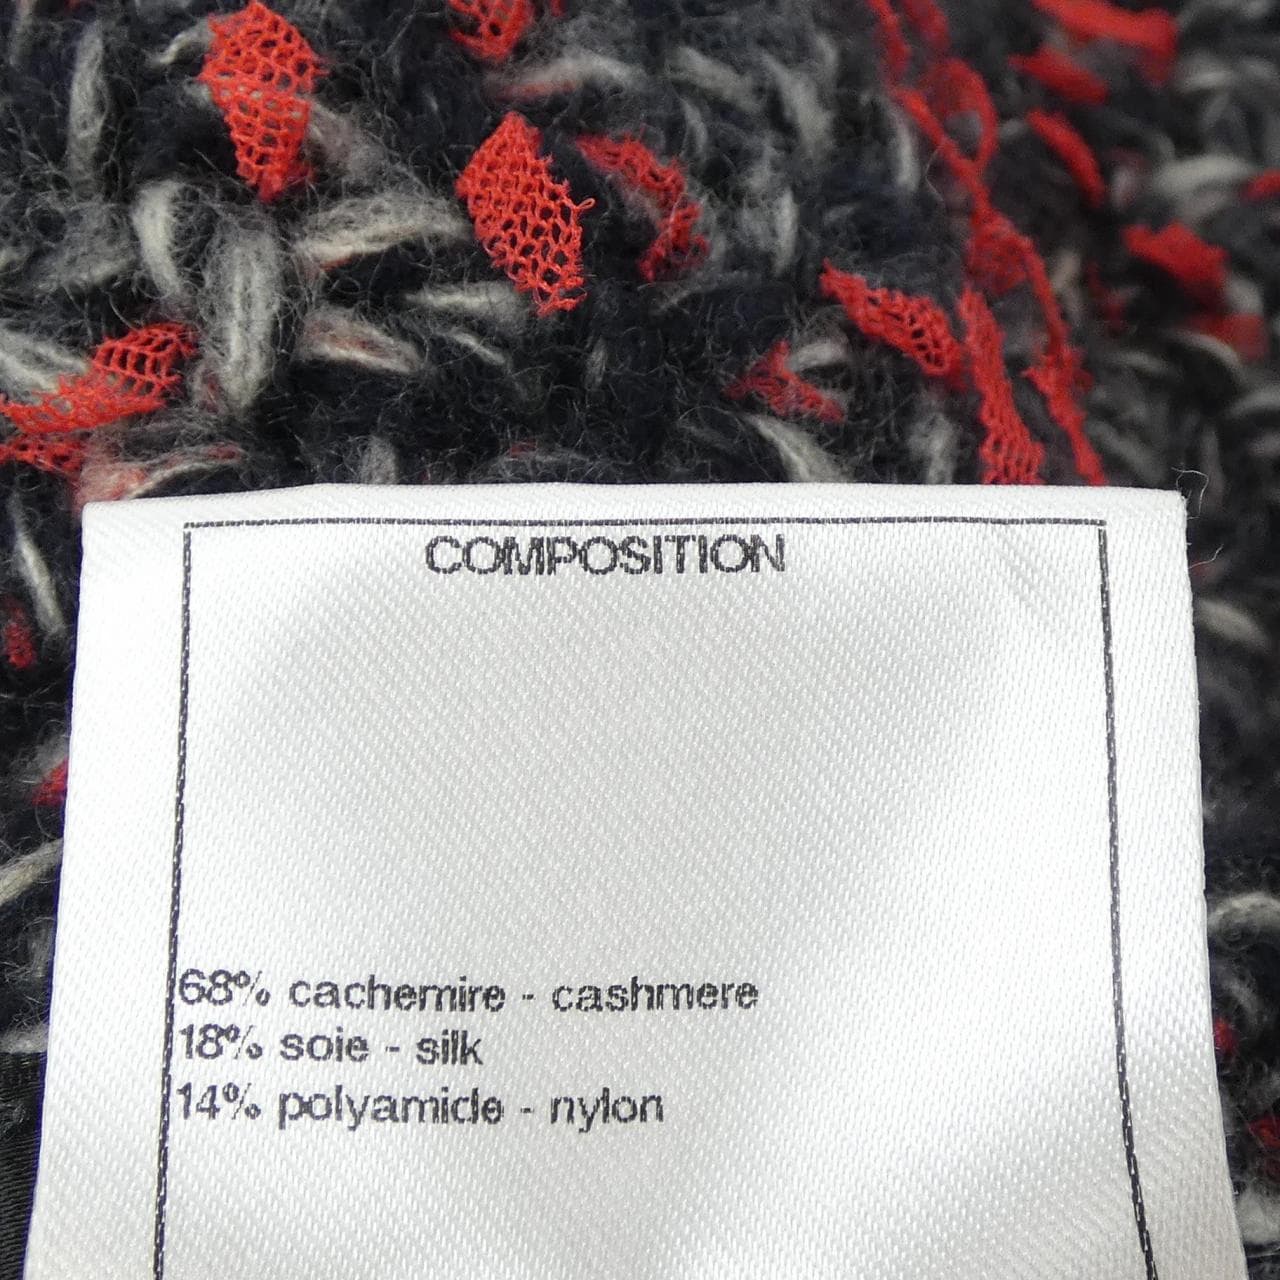 COMPOSITION
68% cachemire - cashmere
18% soie - silk
14% polyamide - nylon